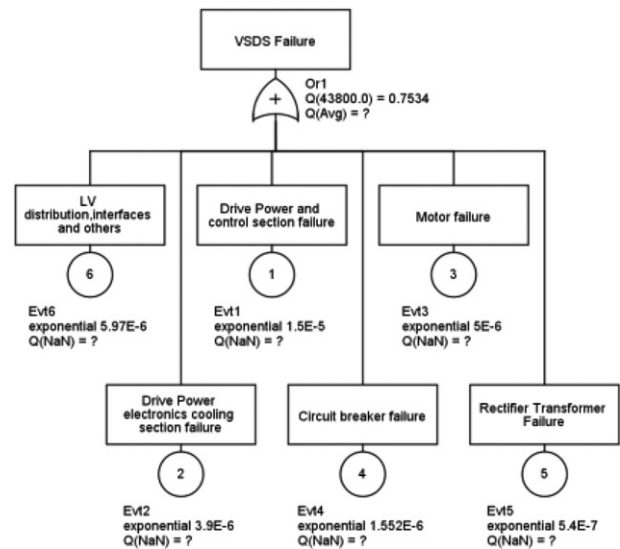 VSDS Failure
Or1
Q(43800.0) = 0.7534
Q(Avg) = ?
+
LV
distribution,interfaces
and others
6
Evt6
exponential 5.97E-6
Q(NaN) = ?
Drive Power and
control section failure
1
Evt1
exponential 1.5E-5
Q(NaN) = ?
Motor failure
3
Evt3
exponential 5E-6
Q(NaN) = ?
Drive Power
electronics cooling
section failure
2
Evt2
exponential 3.9E-6
Q(NaN) = ?
Circuit breaker failure
4
Evt4
exponential 1.552E-6
Q(NaN) = ?
Rectifier Transformer
Failure
5
Evt5
exponential 5.4E-7
Q(NaN) = ?